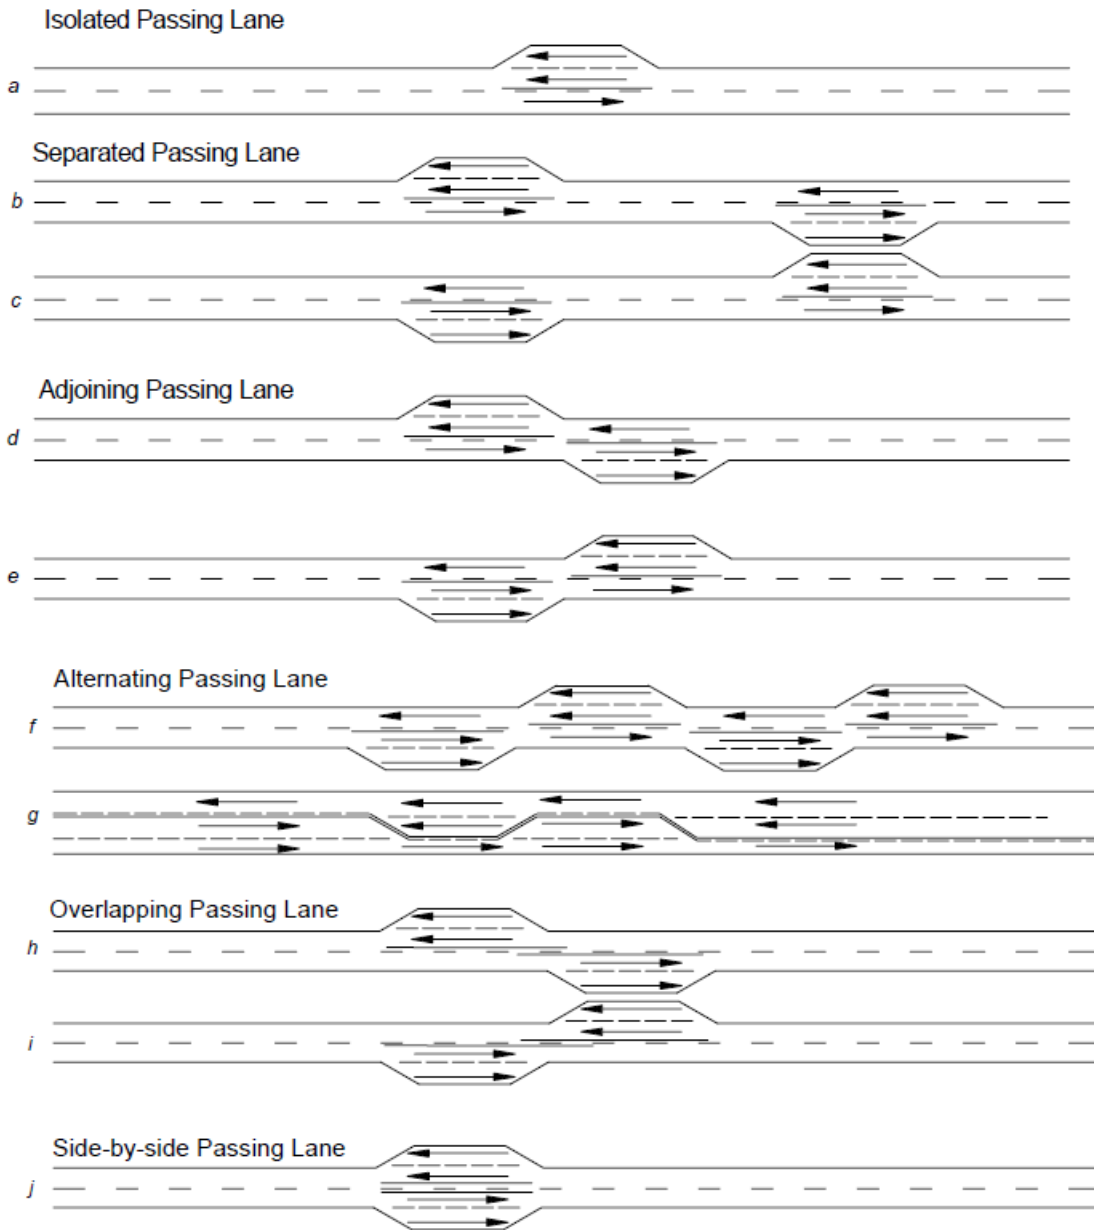 Isolated Passing Lane
a
Separated Passing Lane
b
c
Adjoining Passing Lane
d
e
Alternating Passing Lane
f
g
Overlapping Passing Lane
h
i
Side-by-side Passing Lane
j